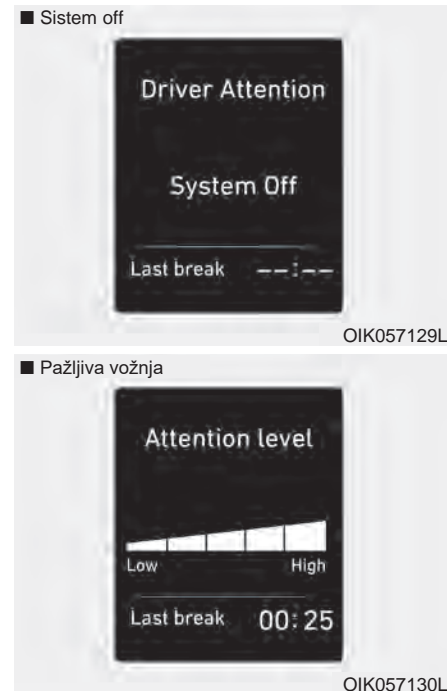 ■ Sistem off
Driver Attention
System Off
Last break --:--
OIK057129L
■ Pažljiva vožnja
Attention level
Low High
Last break 00:25
OIK057130L